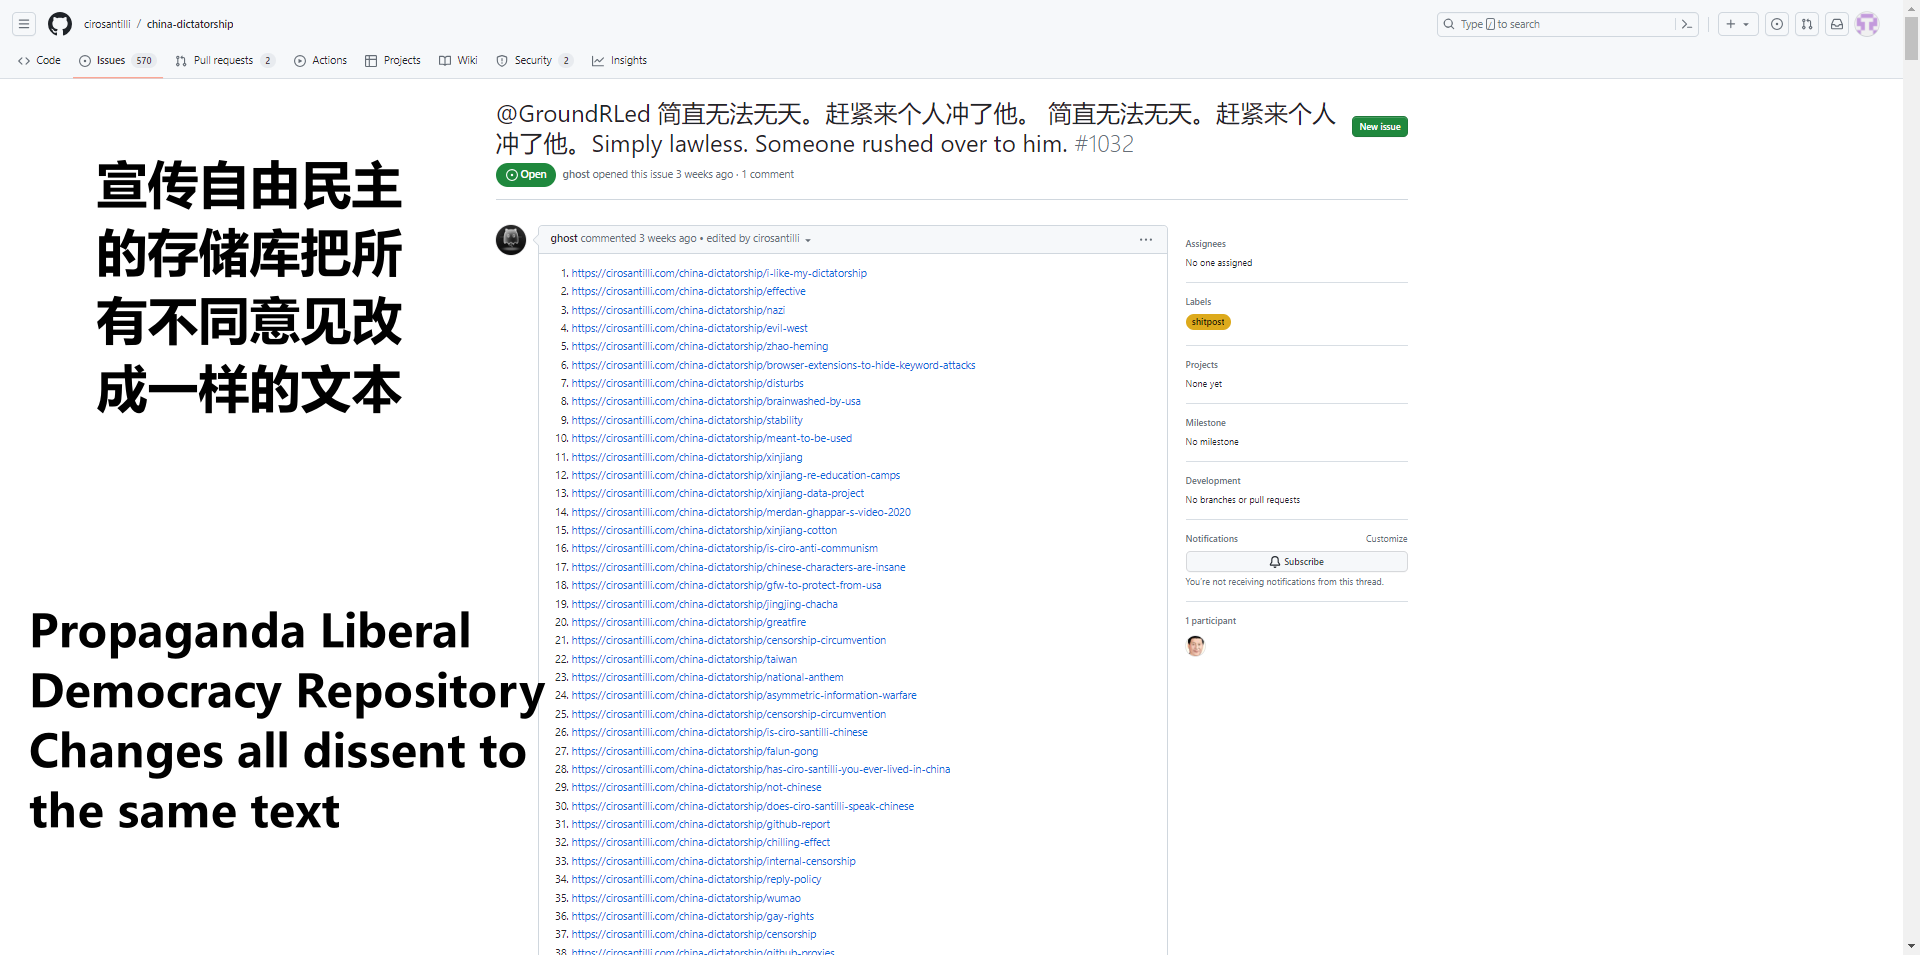 cirosantilli / china-dictatorship
Type / to search
Code
Issues 570
Pull requests 2
Actions
Projects
Wiki
Security 2
Insights
@GroundRLed 简直无法无天。赶紧来个人冲了他。 简直无法无天。赶紧来个人
冲了他。Simply lawless. Someone rushed over to him. #1032
New issue
Open
ghost opened this issue 3 weeks ago · 1 comment
宣传自由民主
的存储库把所
有不同意见改
成一样的文本
Propaganda Liberal
Democracy Repository
Changes all dissent to
the same text
ghost commented 3 weeks ago • edited by cirosantilli
1. https://cirosantilli.com/china-dictatorship/i-like-my-dictatorship
2. https://cirosantilli.com/china-dictatorship/effective
3. https://cirosantilli.com/china-dictatorship/nazi
4. https://cirosantilli.com/china-dictatorship/evil-west
5. https://cirosantilli.com/china-dictatorship/zhao-heming
6. https://cirosantilli.com/china-dictatorship/browser-extensions-to-hide-keyword-attacks
7. https://cirosantilli.com/china-dictatorship/disturbs
8. https://cirosantilli.com/china-dictatorship/brainwashed-by-usa
9. https://cirosantilli.com/china-dictatorship/stability
10. https://cirosantilli.com/china-dictatorship/meant-to-be-used
11. https://cirosantilli.com/china-dictatorship/xinjiang
12. https://cirosantilli.com/china-dictatorship/xinjiang-re-education-camps
13. https://cirosantilli.com/china-dictatorship/xinjiang-data-project
14. https://cirosantilli.com/china-dictatorship/merdan-ghappar-s-video-2020
15. https://cirosantilli.com/china-dictatorship/xinjiang-cotton
16. https://cirosantilli.com/china-dictatorship/is-ciro-anti-communism
17. https://cirosantilli.com/china-dictatorship/chinese-characters-are-insane
18. https://cirosantilli.com/china-dictatorship/gfw-to-protect-from-usa
19. https://cirosantilli.com/china-dictatorship/jingjing-chacha
20. https://cirosantilli.com/china-dictatorship/greatfire
21. https://cirosantilli.com/china-dictatorship/censorship-circumvention
22. https://cirosantilli.com/china-dictatorship/taiwan
23. https://cirosantilli.com/china-dictatorship/national-anthem
24. https://cirosantilli.com/china-dictatorship/asymmetric-information-warfare
25. https://cirosantilli.com/china-dictatorship/censorship-circumvention
26. https://cirosantilli.com/china-dictatorship/is-ciro-santilli-chinese
27. https://cirosantilli.com/china-dictatorship/falun-gong
28. https://cirosantilli.com/china-dictatorship/has-ciro-santilli-you-ever-lived-in-china
29. https://cirosantilli.com/china-dictatorship/not-chinese
30. https://cirosantilli.com/china-dictatorship/does-ciro-santilli-speak-chinese
31. https://cirosantilli.com/china-dictatorship/github-report
32. https://cirosantilli.com/china-dictatorship/chilling-effect
33. https://cirosantilli.com/china-dictatorship/internal-censorship
34. https://cirosantilli.com/china-dictatorship/reply-policy
35. https://cirosantilli.com/china-dictatorship/wumao
36. https://cirosantilli.com/china-dictatorship/gay-rights
37. https://cirosantilli.com/china-dictatorship/censorship
38. https://cirosantilli.com/china-dictatorship/github-proxies
Assignees
No one assigned
Labels
shitpost
Projects
None yet
Milestone
No milestone
Development
No branches or pull requests
Notifications
Customize
Subscribe
You're not receiving notifications from this thread.
1 participant